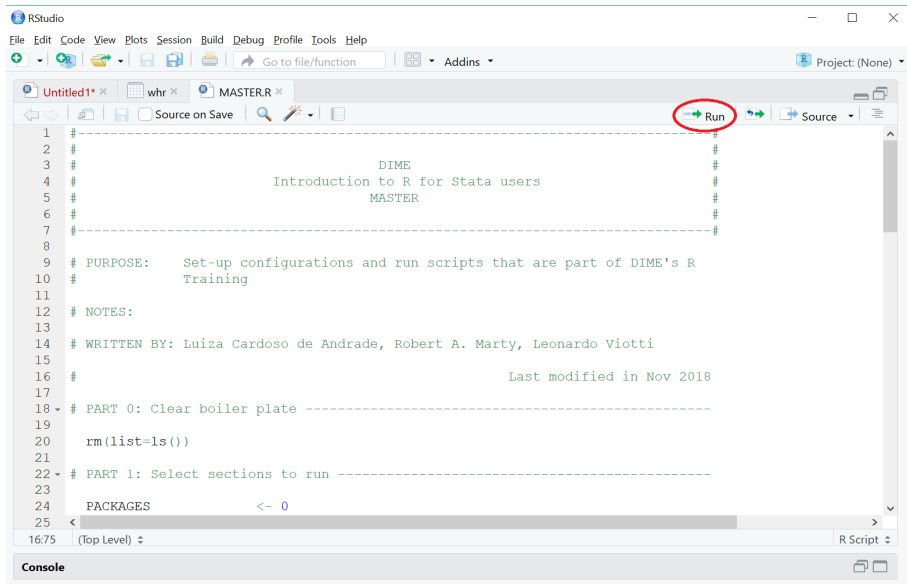 RStudio
File Edit Code View Plots Session Build Debug Profile Tools Help
Go to file/function Addins Project: (None)
Untitled1* whr MASTER.R
Source on Save Run Source
1 #----------------------------------------------------------------------------#
2 # #
3 # DIME #
4 # Introduction to R for Stata users #
5 # MASTER #
6 # #
7 #----------------------------------------------------------------------------#
8
9 # PURPOSE: Set-up configurations and run scripts that are part of DIME's R
10 # Training
11
12 # NOTES:
13
14 # WRITTEN BY: Luiza Cardoso de Andrade, Robert A. Marty, Leonardo Viotti
15
16 # Last modified in Nov 2018
17
18 # PART 0: Clear boiler plate -------------------------------------------------
19
20 rm(list=ls())
21
22 # PART 1: Select sections to run ---------------------------------------------
23
24 PACKAGES <- 0
25
16:75 (Top Level) R Script
Console